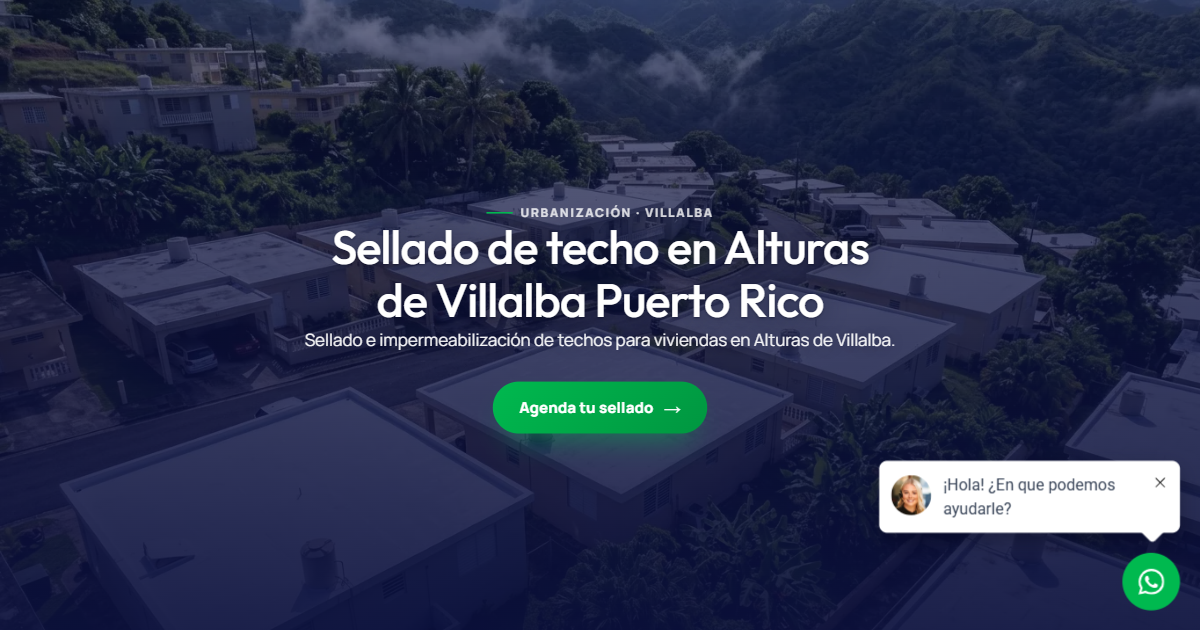 URBANIZACIÓN · VILLALBA
Sellado de techo en Alturas
de Villalba Puerto Rico
Sellado e impermeabilización de techos para viviendas en Alturas de Villalba.
Agenda tu sellado →
¡Hola! ¿En que podemos
ayudarle?